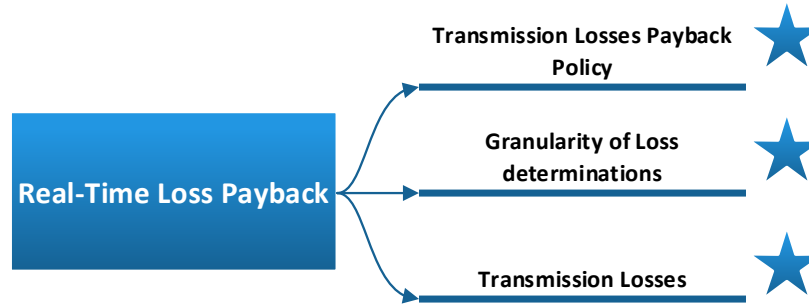 Transmission Losses Payback
Policy
Granularity of Loss
determinations
Real-Time Loss Payback
Transmission Losses